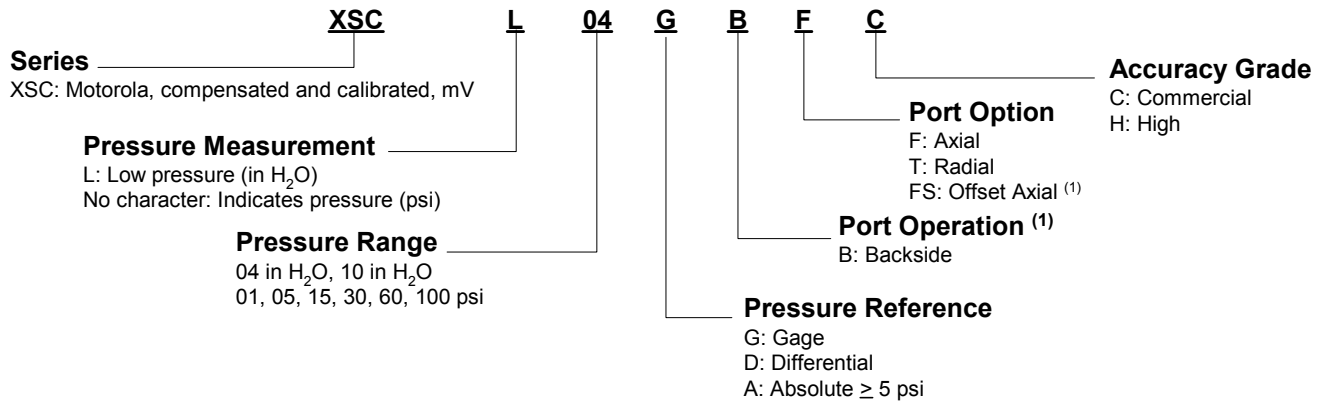 XSC L 04 G B F C
Series
XSC: Motorola, compensated and calibrated, mV
Accuracy Grade
C: Commercial
H: High
Port Option
F: Axial
T: Radial
FS: Offset Axial (1)
Pressure Measurement
L: Low pressure (in H₂O)
No character: Indicates pressure (psi)
Port Operation (1)
B: Backside
Pressure Range
04 in H₂O, 10 in H₂O
01, 05, 15, 30, 60, 100 psi
Pressure Reference
G: Gage
D: Differential
A: Absolute ≥ 5 psi